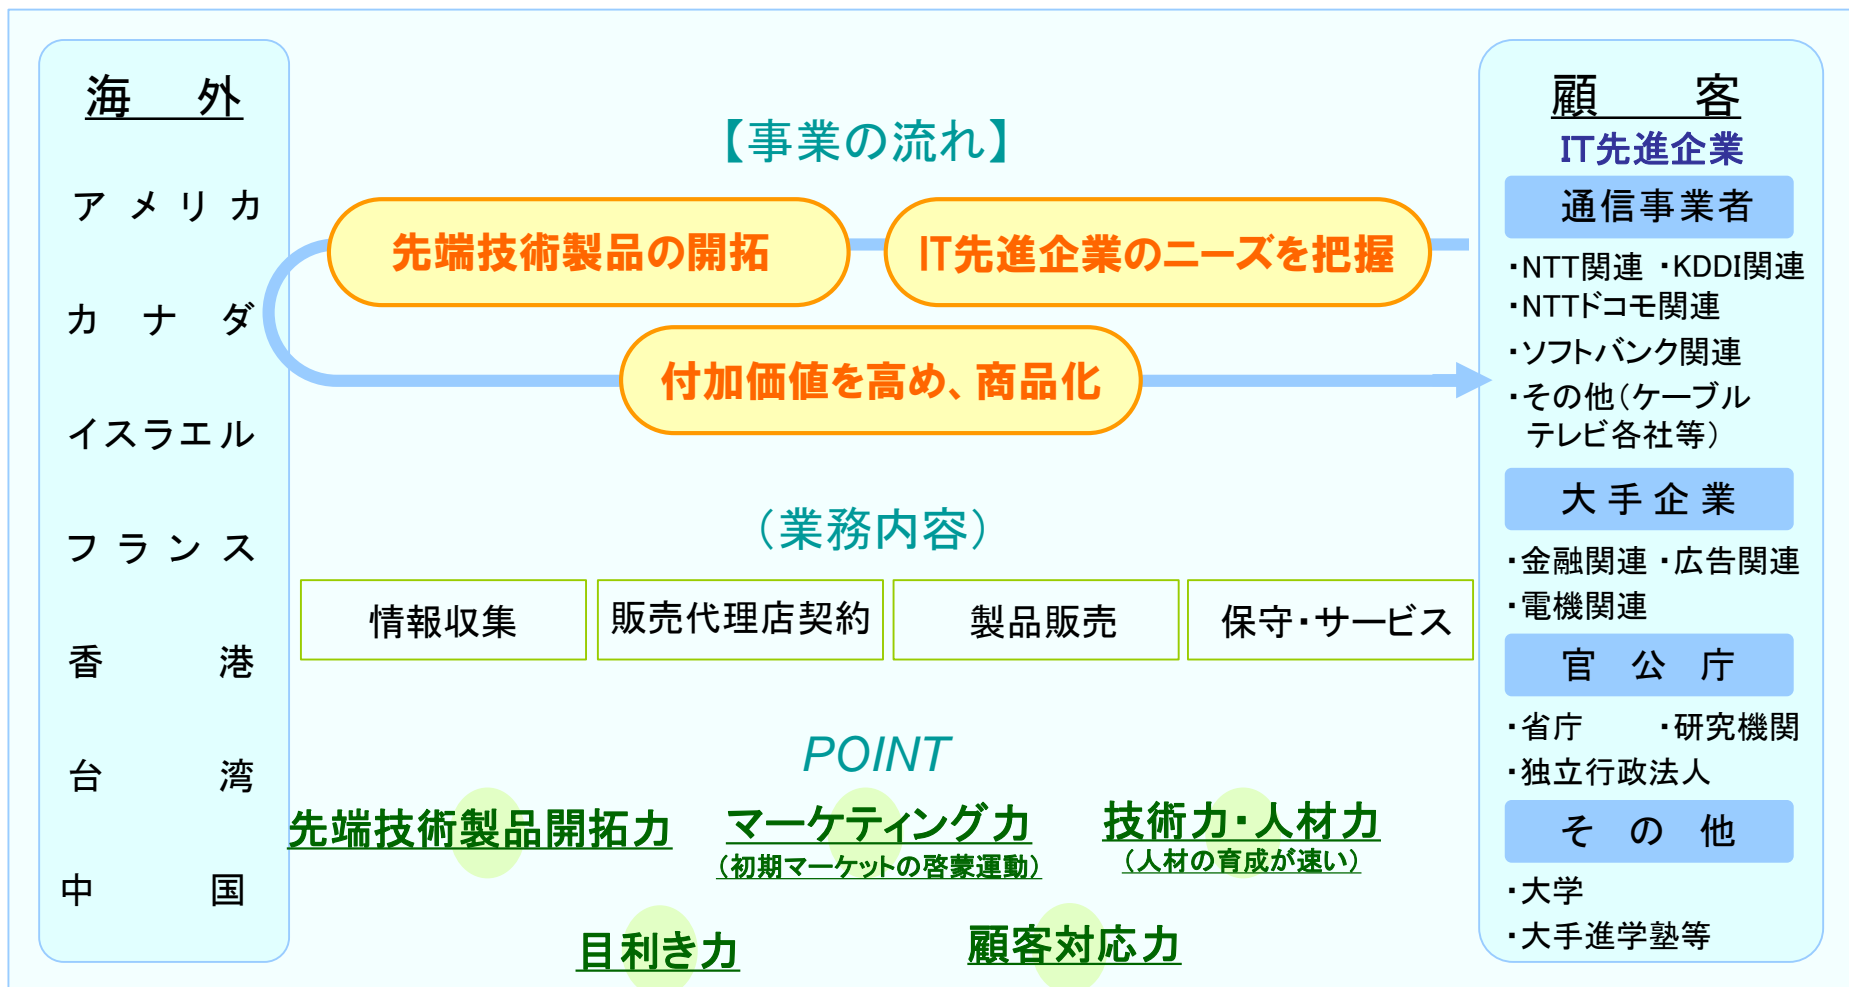 海 外
アメリカ
カナダ
イスラエル
フランス
香 港
台 湾
中 国
【事業の流れ】
先端技術製品の開拓
IT先進企業のニーズを把握
付加価値を高め、商品化
（業務内容）
情報収集
販売代理店契約
製品販売
保守・サービス
POINT
先端技術製品開拓力
マーケティング力
（初期マーケットの啓蒙運動）
技術力・人材力
（人材の育成が速い）
目利き力
顧客対応力
顧 客
IT先進企業
通信事業者
・NTT関連 ・KDDI関連
・NTTドコモ関連
・ソフトバンク関連
・その他（ケーブル
テレビ各社等）
大手企業
・金融関連 ・広告関連
・電機関連
官公庁
・省庁 ・研究機関
・独立行政法人
その他
・大学
・大手進学塾等